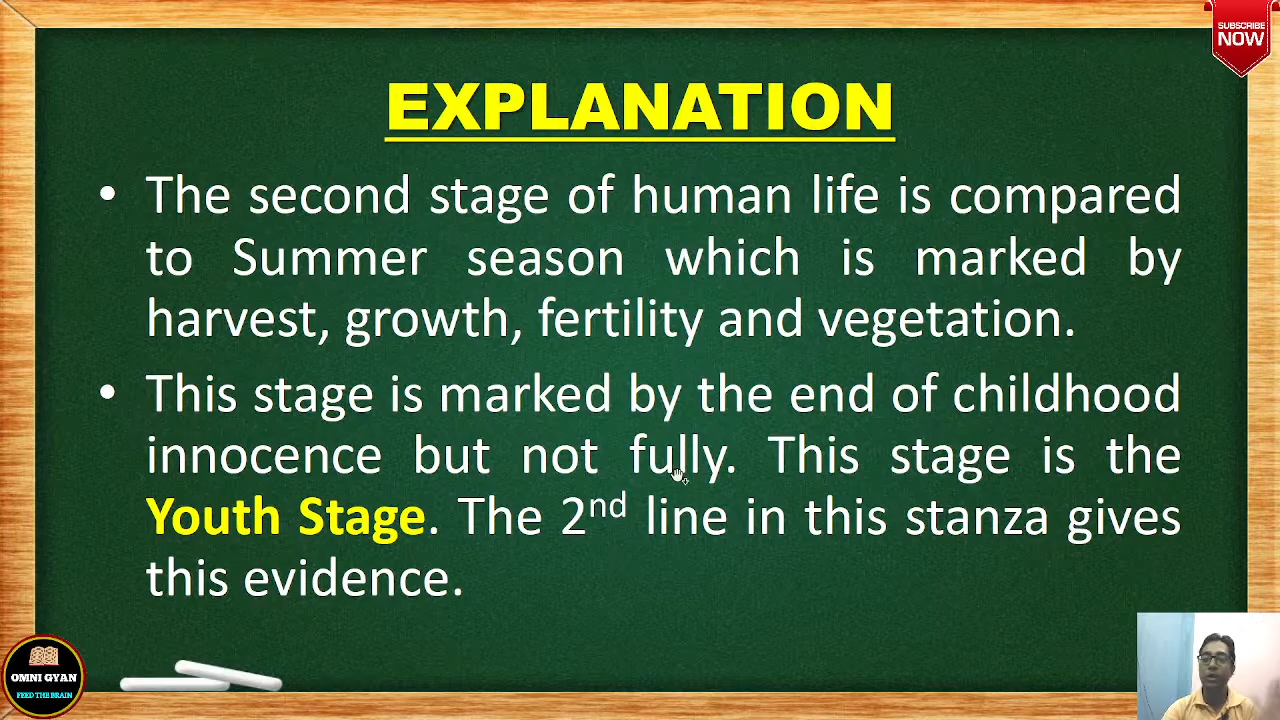 SUBSCRIBE
NOW
EXPLANATION
• The second stage of human life is compared
to Summer season which is marked by
harvest, growth, fertility and vegetation.
• This stage is marked by the end of childhood
innocence but not fully. This stage is the
Youth Stage. The 2nd line in this stanza gives
this evidence.
OMNI GYAN
FEED THE BRAIN